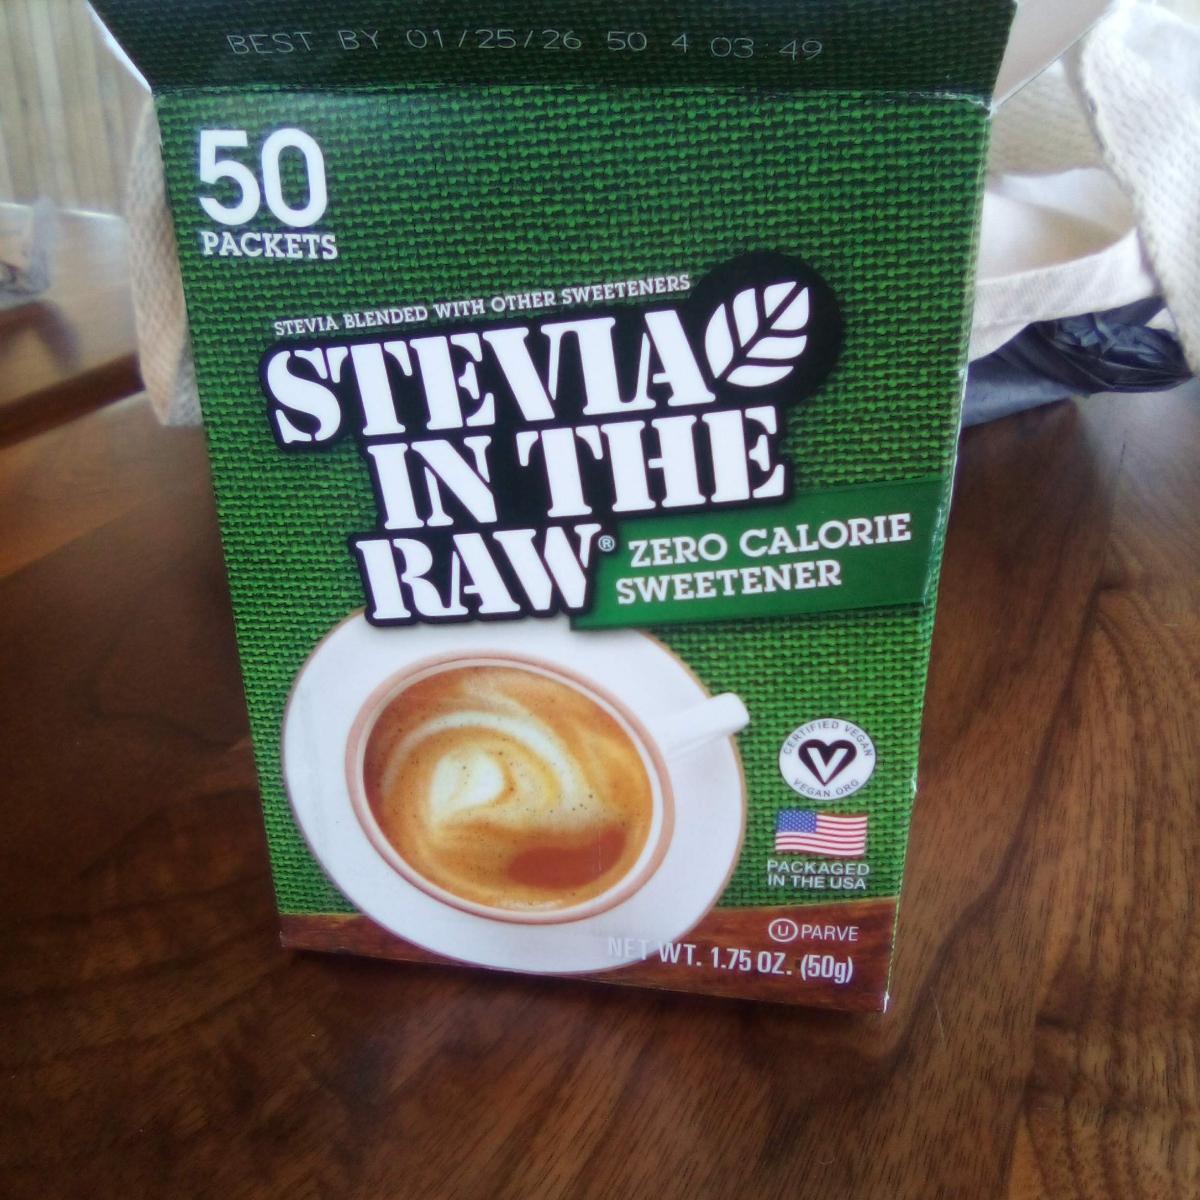 BEST BY 01/25/26 50 4 03:49
50
PACKETS
STEVIA BLENDED WITH OTHER SWEETENERS
STEVIA
IN THE
RAW®
ZERO CALORIE
SWEETENER
CERTIFIED VEGAN
V
VEGAN.ORG
PACKAGED
IN THE USA
U PARVE
NET WT. 1.75 OZ. (50g)